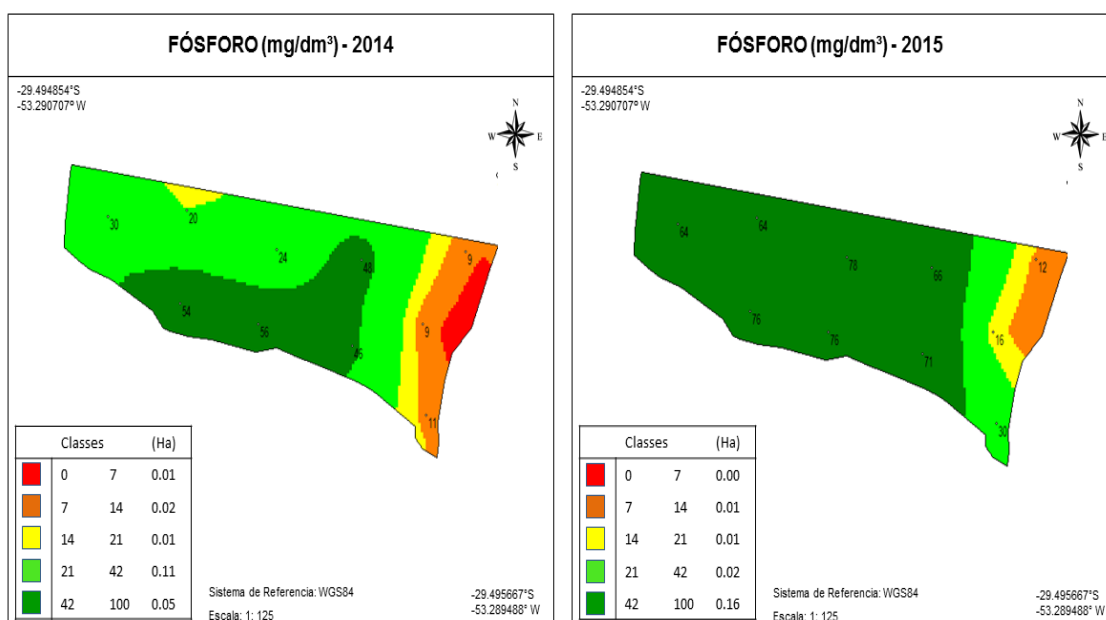 FÓSFORO (mg/dm³) - 2014
-29.494854°S
-53.290707° W
N
W E
S
30
20
24
48
9
54
56
46
9
11
Classes (Ha)
0 7 0.01
7 14 0.02
14 21 0.01
21 42 0.11
42 100 0.05
Sistema de Referencia: WGS84
Escala: 1: 125
-29.495667°S
-53.289488° W
FÓSFORO (mg/dm³) - 2015
-29.494854°S
-53.290707° W
N
W E
S
64
64
78
66
12
76
76
71
16
30
Classes (Ha)
0 7 0.00
7 14 0.01
14 21 0.01
21 42 0.02
42 100 0.16
Sistema de Referencia: WGS84
Escala: 1: 125
-29.495667°S
-53.289488° W